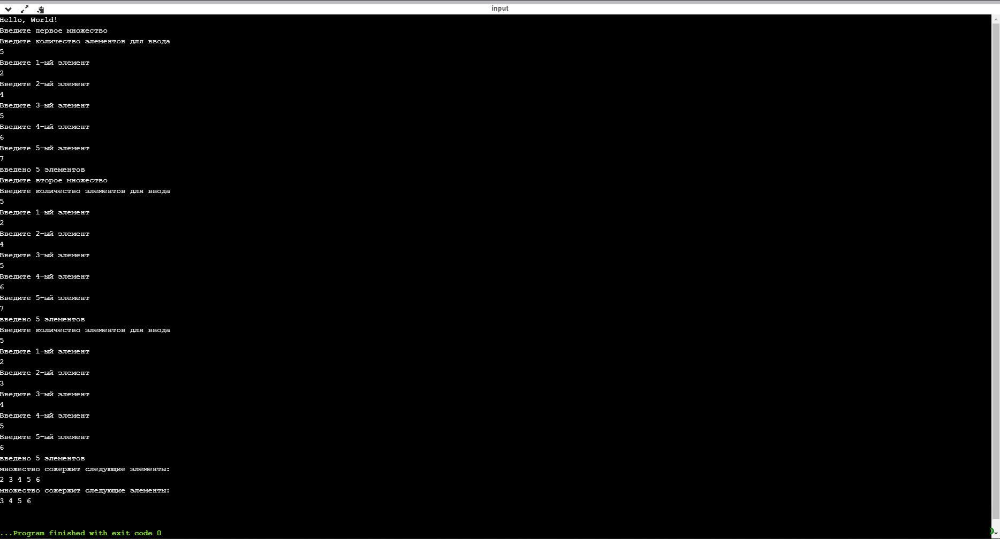 input
Hello, World!
Введите первое множество
Введите количество элементов для ввода
5
Введите 1-ый элемент
2
Введите 2-ый элемент
4
Введите 3-ый элемент
5
Введите 4-ый элемент
6
Введите 5-ый элемент
7
введено 5 элементов
Введите второе множество
Введите количество элементов для ввода
5
Введите 1-ый элемент
2
Введите 2-ый элемент
4
Введите 3-ый элемент
5
Введите 4-ый элемент
6
Введите 5-ый элемент
7
введено 5 элементов
Введите количество элементов для ввода
5
Введите 1-ый элемент
2
Введите 2-ый элемент
3
Введите 3-ый элемент
4
Введите 4-ый элемент
5
Введите 5-ый элемент
6
введено 5 элементов
множество сожержит следующие элементы:
2 3 4 5 6
множество сожержит следующие элементы:
3 4 5 6
...Program finished with exit code 0